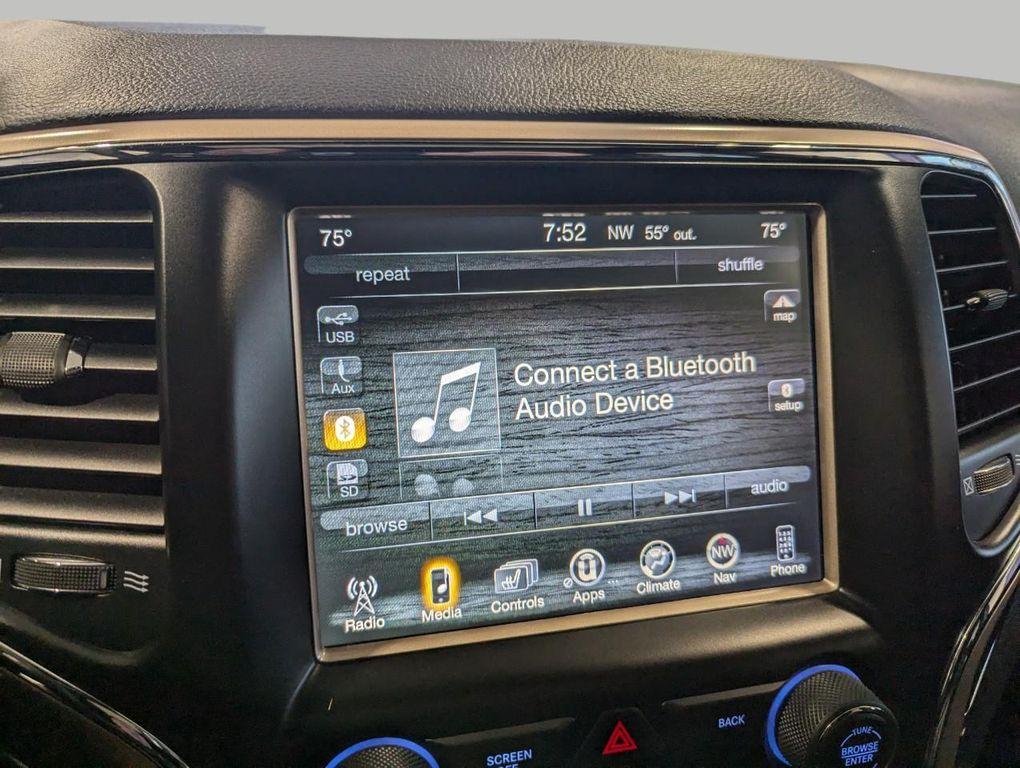 75° 7:52 NW 55° out. 75°
repeat shuffle
map
USB
Aux
Connect a Bluetooth
Audio Device
setup
SD
browse audio
Radio Media Controls Apps Climate NW Nav Phone
SCREEN
BACK
TUNE
BROWSE
ENTER